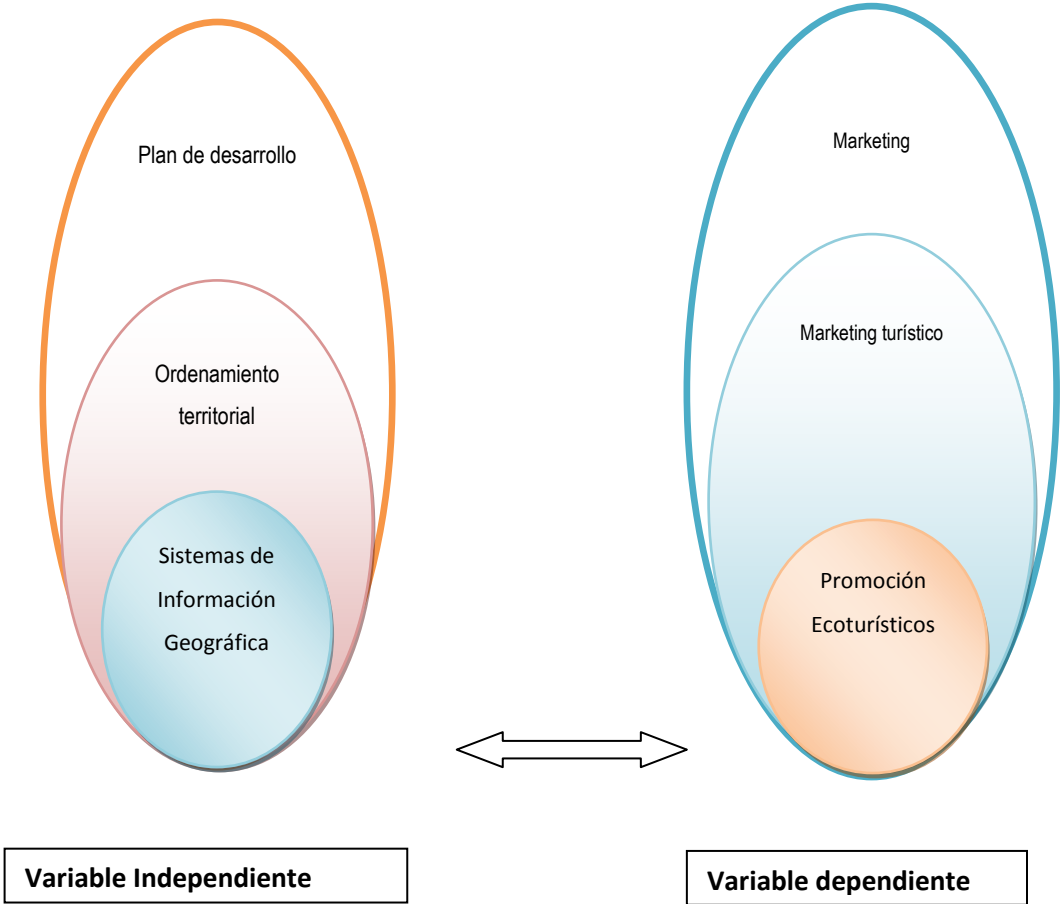 Plan de desarrollo
Ordenamiento
territorial
Sistemas de
Información
Geográfica
Variable Independiente
Marketing
Marketing turístico
Promoción
Ecoturísticos
Variable dependiente